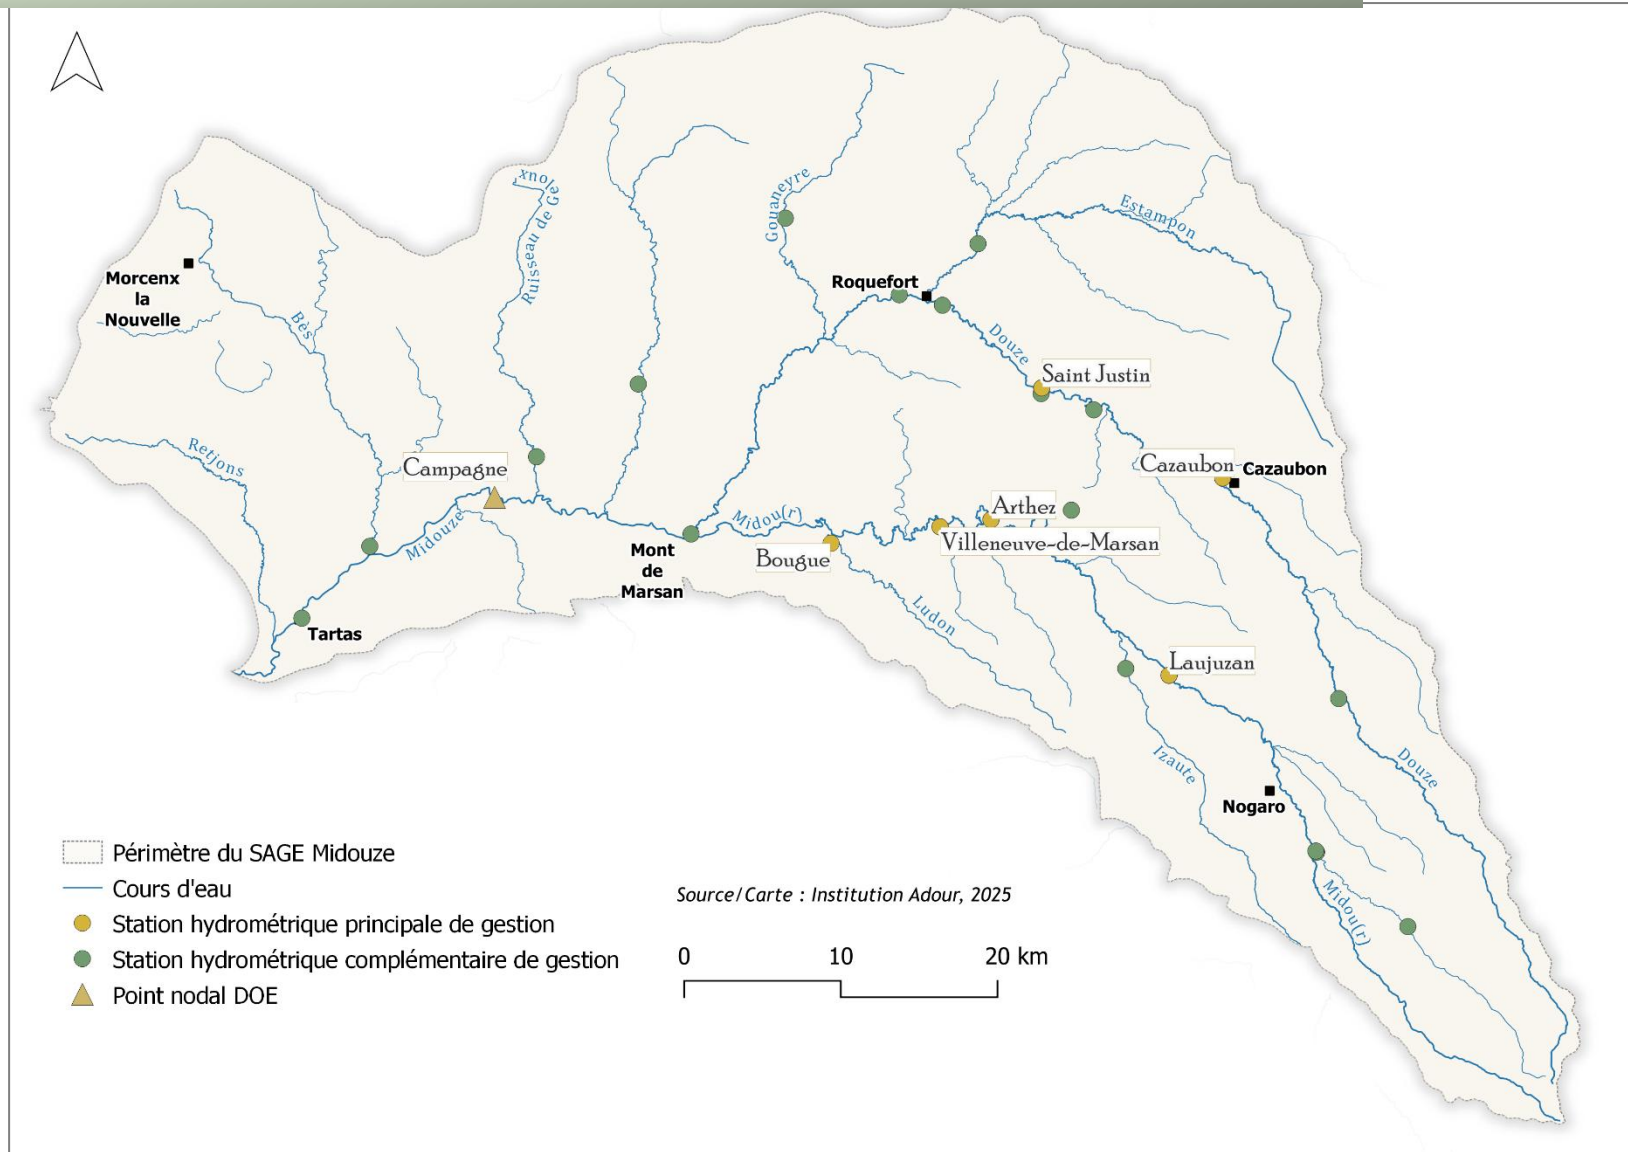 Ruisseau de Geloux
Gouaneyre
Estampon
Morcenx
la
Nouvelle
Roquefort
Bès
Douze
Saint Justin
Retjons
Campagne
Cazaubon
Cazaubon
Arthez
Midou(r)
Midouze
Villeneuve-de-Marsan
Bougue
Mont
de
Marsan
Ludon
Tartas
Laujuzan
Izaute
Douze
Nogaro
Midou(r)
Périmètre du SAGE Midouze
Cours d'eau
Station hydrométrique principale de gestion
Station hydrométrique complémentaire de gestion
Point nodal DOE
Source/Carte : Institution Adour, 2025
0 10 20 km